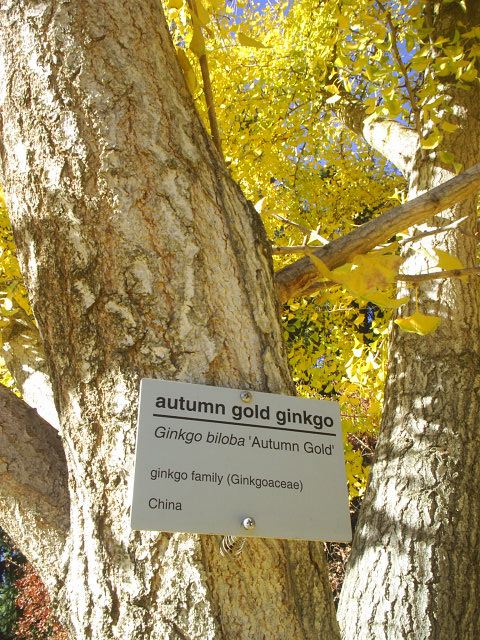 autumn gold ginkgo
Ginkgo biloba 'Autumn Gold'
ginkgo family (Ginkgoaceae)
China